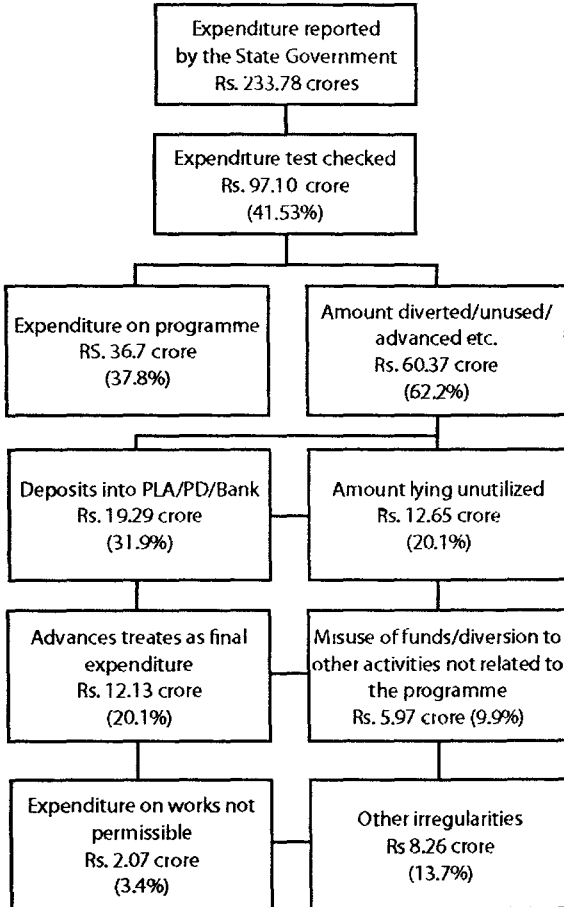 Expenditure reported
by the State Government
Rs. 233.78 crores
Expenditure test checked
Rs. 97.10 crore
(41.53%)
Expenditure on programme
RS. 36.7 crore
(37.8%)
Amount diverted/unused/
advanced etc.
Rs. 60.37 crore
(62.2%)
Deposits into PLA/PD/Bank
Rs. 19.29 crore
(31.9%)
Amount lying unutilized
Rs. 12.65 crore
(20.1%)
Advances treates as final
expenditure
Rs. 12.13 crore
(20.1%)
Misuse of funds/diversion to
other activities not related to
the programme
Rs. 5.97 crore (9.9%)
Expenditure on works not
permissible
Rs. 2.07 crore
(3.4%)
Other irregularities
Rs 8.26 crore
(13.7%)